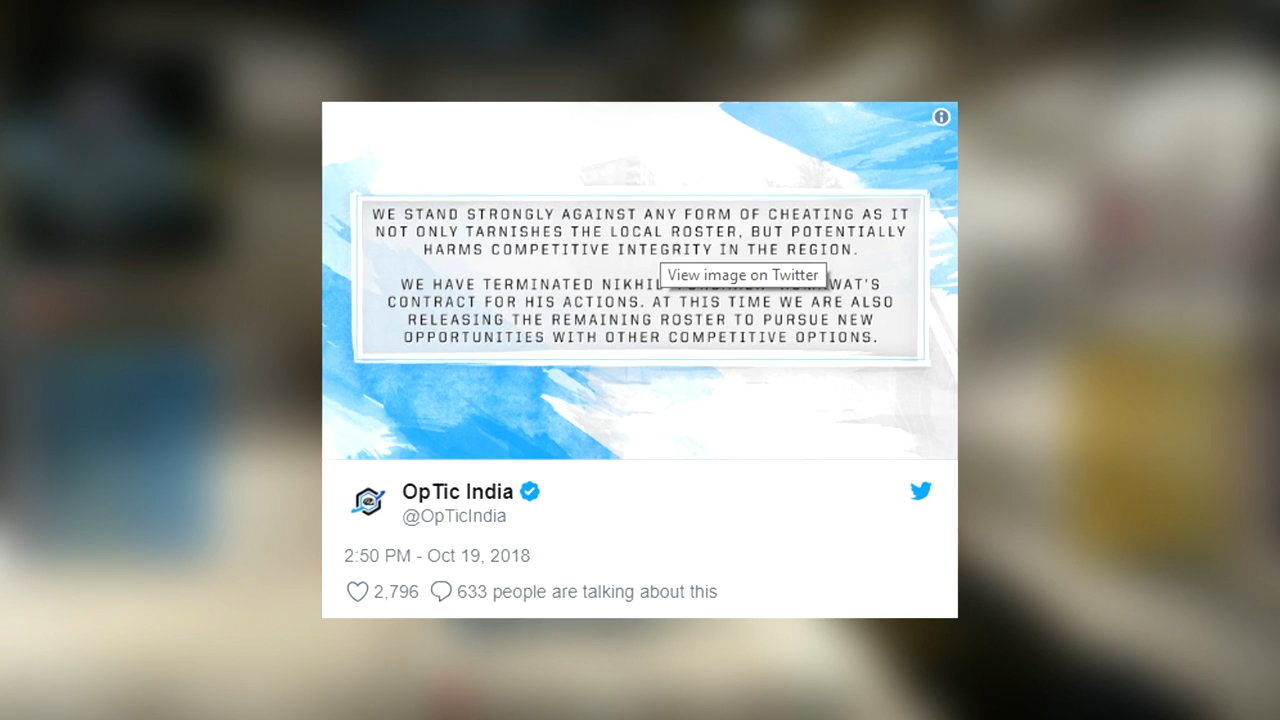 WE STAND STRONGLY AGAINST ANY FORM OF CHEATING AS IT
NOT ONLY TARNISHES THE LOCAL ROSTER, BUT POTENTIALLY
HARMS COMPETITIVE INTEGRITY IN THE REGION.
View image on Twitter
WE HAVE TERMINATED NIKHIL
CONTRACT FOR HIS ACTIONS. AT THIS TIME WE ARE ALSO
RELEASING THE REMAINING ROSTER TO PURSUE NEW
OPPORTUNITIES WITH OTHER COMPETITIVE OPTIONS.
OpTic India
@OpTicIndia
2:50 PM - Oct 19, 2018
2,796 633 people are talking about this